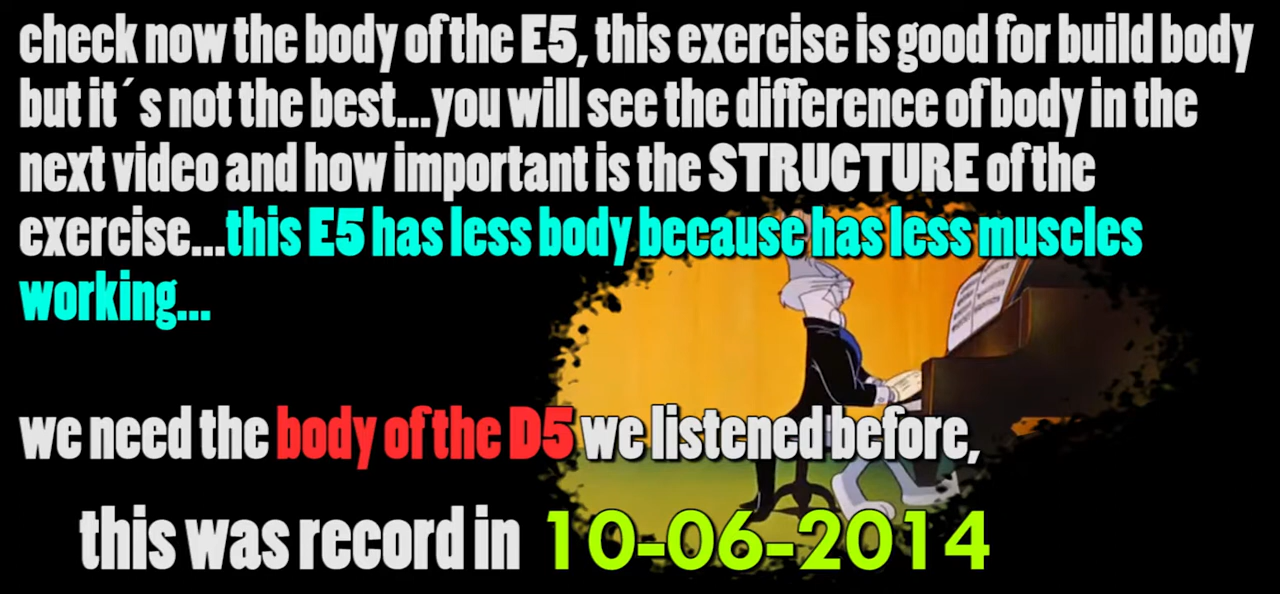 check now the body of the E5, this exercise is good for build body
but it´s not the best...you will see the difference of body in the
next video and how important is the STRUCTURE of the
exercise...this E5 has less body because has less muscles
working...
we need the body of the D5 we listened before,
this was record in 10-06-2014